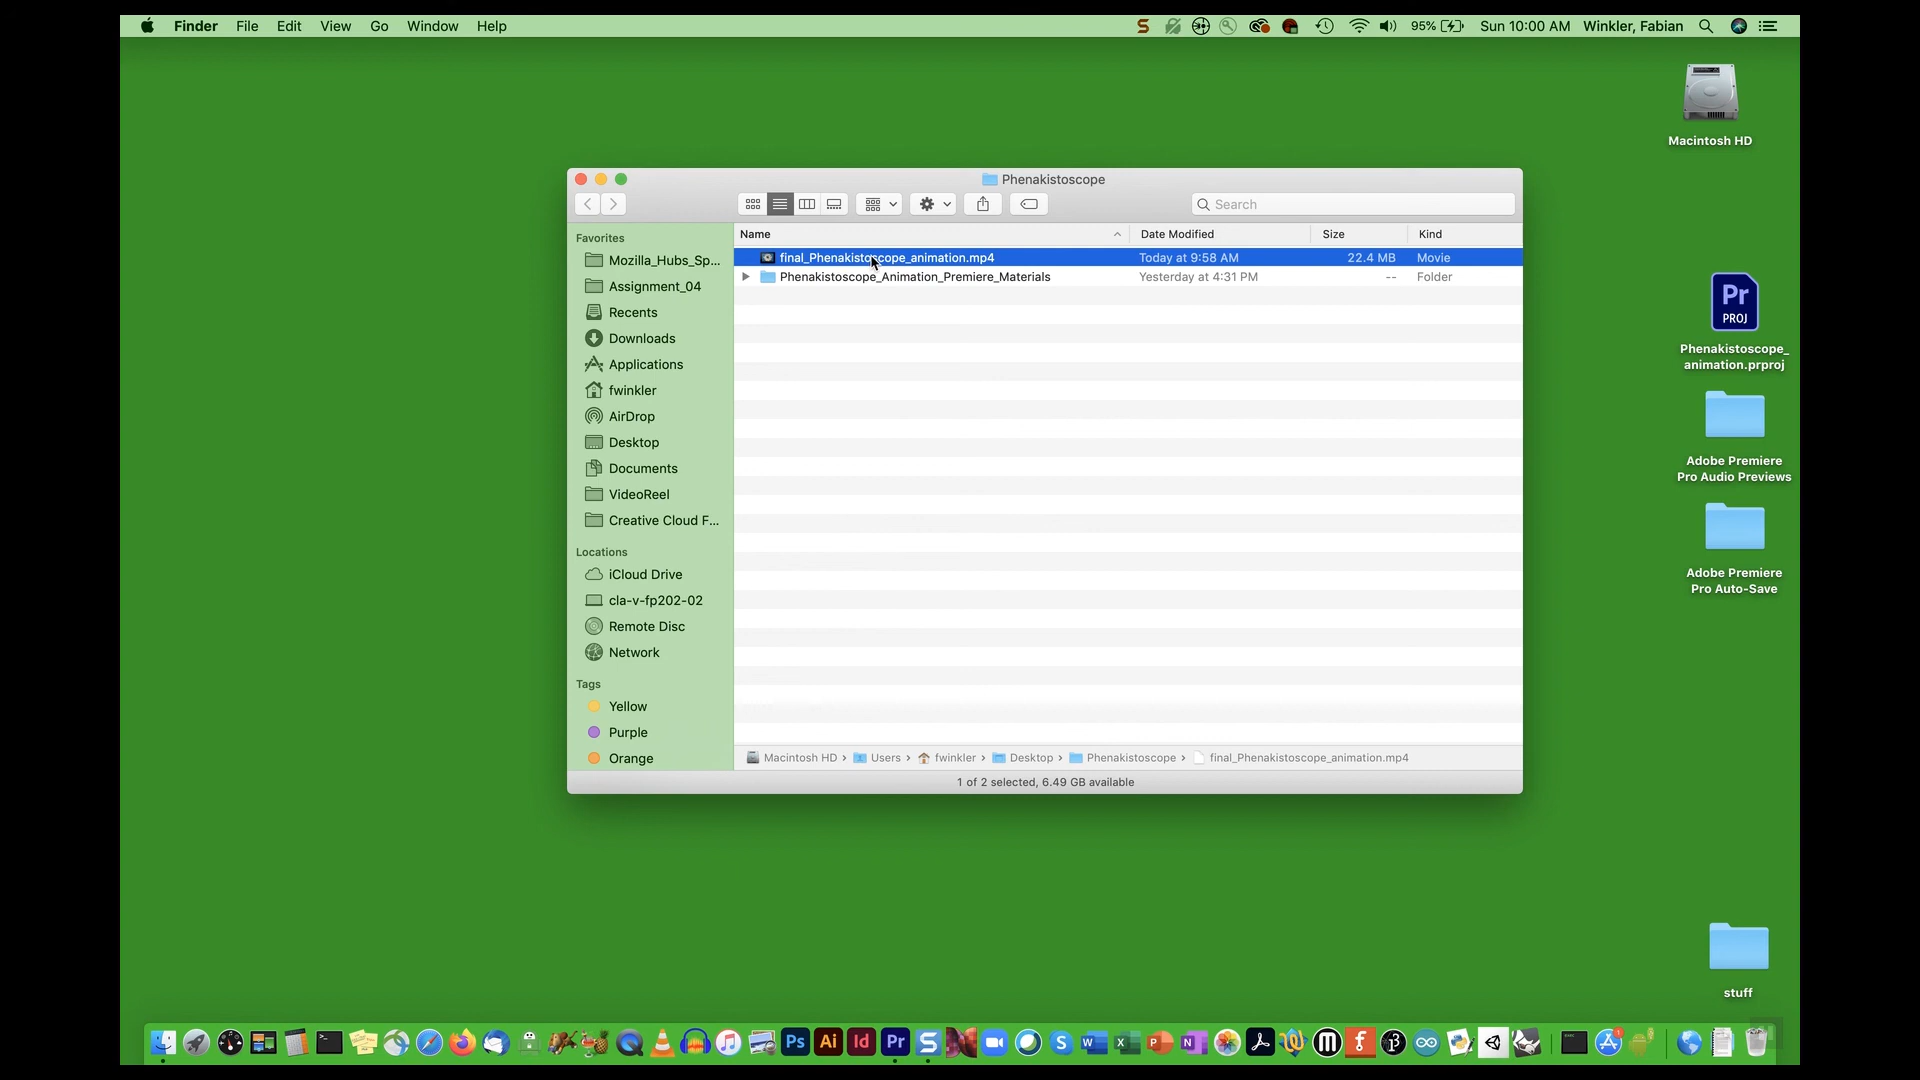 Finder File Edit View Go Window Help
95% Sun 10:00 AM Winkler, Fabian
Macintosh HD
Phenakistoscope
Search
Favorites
Mozilla_Hubs_Sp...
Assignment_04
Recents
Downloads
Applications
fwinkler
AirDrop
Desktop
Documents
VideoReel
Creative Cloud F...
Locations
iCloud Drive
cla-v-fp202-02
Remote Disc
Network
Tags
Yellow
Purple
Orange
Name Date Modified Size Kind
final_Phenakistoscope_animation.mp4 Today at 9:58 AM 22.4 MB Movie
Phenakistoscope_Animation_Premiere_Materials Yesterday at 4:31 PM -- Folder
Macintosh HD › Users › fwinkler › Desktop › Phenakistoscope › final_Phenakistoscope_animation.mp4
1 of 2 selected, 6.49 GB available
Pr
PROJ
Phenakistoscope_
animation.prproj
Adobe Premiere
Pro Audio Previews
Adobe Premiere
Pro Auto-Save
stuff
Ps Ai Id Pr S